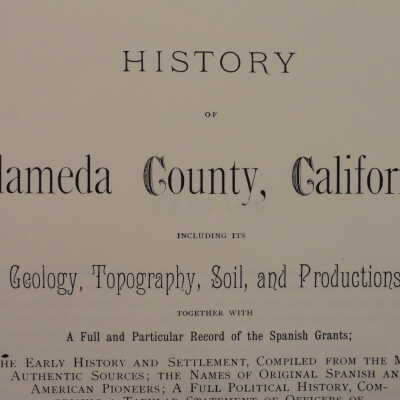 HISTORY
OF
lameda County, Califor
INCLUDING ITS
Geology, Topography, Soil, and Productions
TOGETHER WITH
A Full and Particular Record of the Spanish Grants;
he Early History and Settlement, Compiled from the M
Authentic Sources; the Names of Original Spanish an
American Pioneers; A Full Political History, Com-